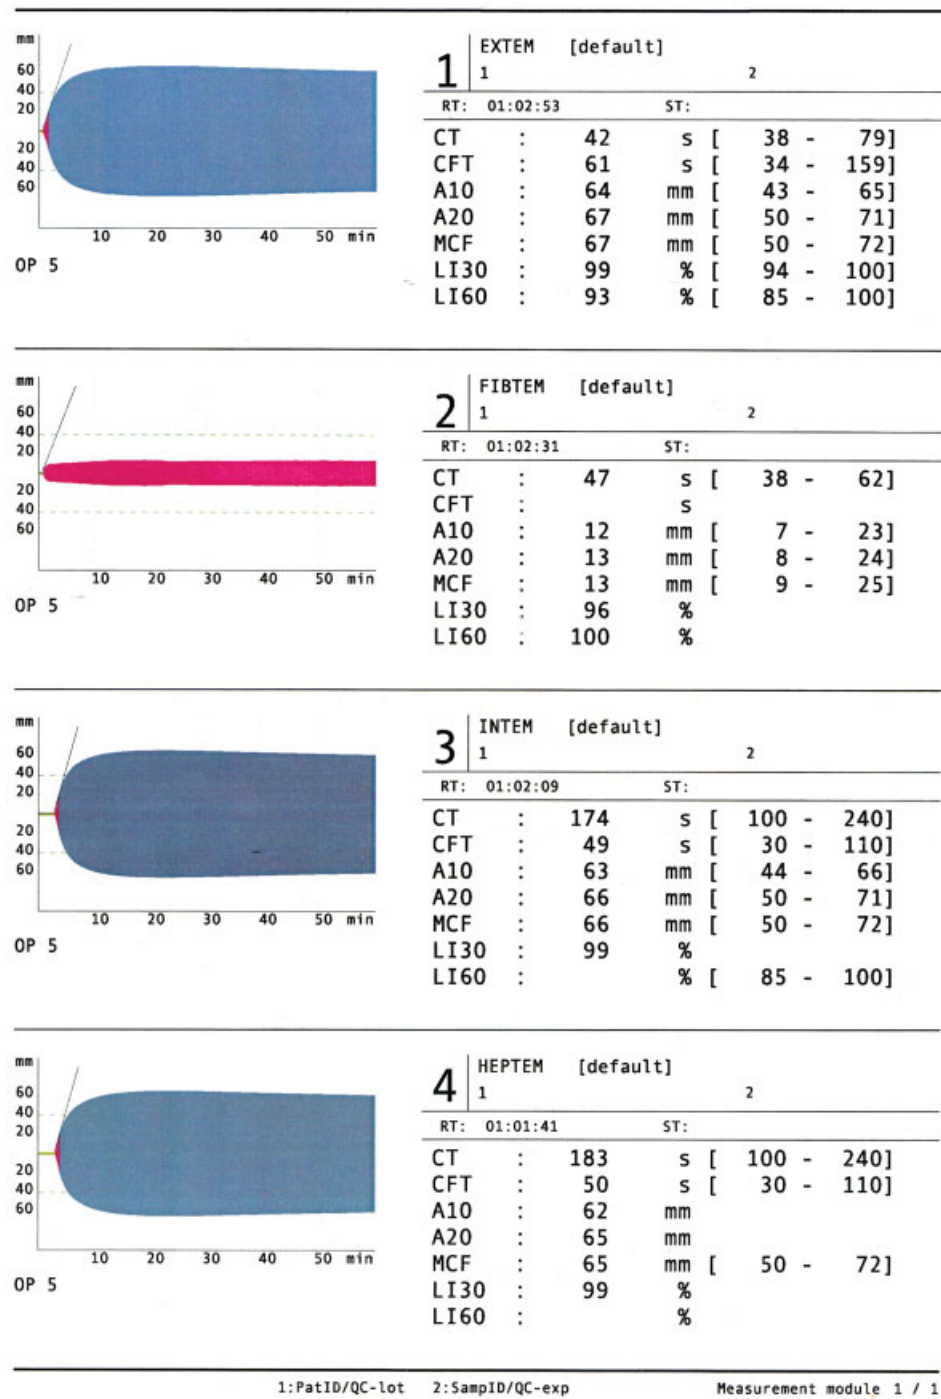 mm
60
40
20
20
40
60
10 20 30 40 50 min
OP 5
1
EXTEM [default]
1 2
RT: 01:02:53 ST:
CT : 42 s [ 38 - 79]
CFT : 61 s [ 34 - 159]
A10 : 64 mm [ 43 - 65]
A20 : 67 mm [ 50 - 71]
MCF : 67 mm [ 50 - 72]
LI30 : 99 % [ 94 - 100]
LI60 : 93 % [ 85 - 100]
mm
60
40
20
20
40
60
10 20 30 40 50 min
OP 5
2
FIBTEM [default]
1 2
RT: 01:02:31 ST:
CT : 47 s [ 38 - 62]
CFT : s
A10 : 12 mm [ 7 - 23]
A20 : 13 mm [ 8 - 24]
MCF : 13 mm [ 9 - 25]
LI30 : 96 %
LI60 : 100 %
mm
60
40
20
20
40
60
10 20 30 40 50 min
OP 5
3
INTEM [default]
1 2
RT: 01:02:09 ST:
CT : 174 s [ 100 - 240]
CFT : 49 s [ 30 - 110]
A10 : 63 mm [ 44 - 66]
A20 : 66 mm [ 50 - 71]
MCF : 66 mm [ 50 - 72]
LI30 : 99 %
LI60 : % [ 85 - 100]
mm
60
40
20
20
40
60
10 20 30 40 50 min
OP 5
4
HEPTEM [default]
1 2
RT: 01:01:41 ST:
CT : 183 s [ 100 - 240]
CFT : 50 s [ 30 - 110]
A10 : 62 mm
A20 : 65 mm
MCF : 65 mm [ 50 - 72]
LI30 : 99 %
LI60 : %
1:PatID/QC-lot 2:SampID/QC-exp Measurement module 1 / 1